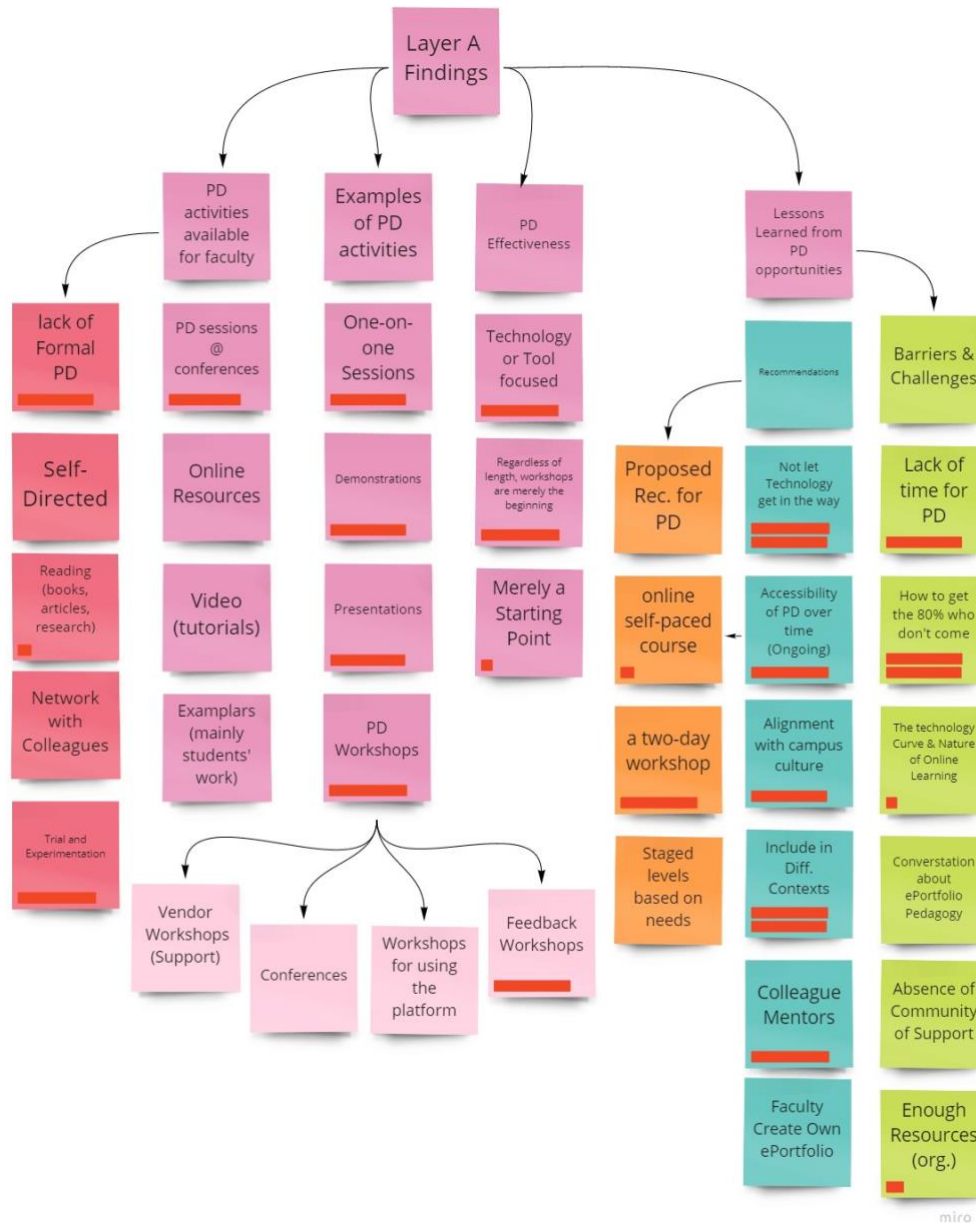 Layer A
Findings
PD
activities
available
for faculty
Examples
of PD
activities
PD
Effectiveness
Lessons
Learned from
PD
opportunities
lack of
Formal
PD
PD sessions
@
conferences
One-on-
one
Sessions
Technology
or Tool
focused
Recommendations
Barriers &
Challenges
Self-
Directed
Online
Resources
Demonstrations
Regardless of
length, workshops
are merely the
beginning
Proposed
Rec. for
PD
Not let
Technology
get in the way
Lack of
time for
PD
Reading
(books,
articles,
research)
Video
(tutorials)
Presentations
Merely a
Starting
Point
online
self-paced
course
Accessibility
of PD over
time
(Ongoing)
How to get
the 80% who
don't come
Network
with
Colleagues
Examplars
(mainly
students'
work)
PD
Workshops
a two-day
workshop
Alignment
with campus
culture
The technology
Curve & Nature
of Online
Learning
Trial and
Experimentation
Staged
levels
based on
needs
Include in
Diff.
Contexts
Converstation
about
ePortfolio
Pedagogy
Vendor
Workshops
(Support)
Conferences
Workshops
for using
the
platform
Feedback
Workshops
Colleague
Mentors
Absence of
Community
of Support
Faculty
Create Own
ePortfolio
Enough
Resources
(org.)
miro